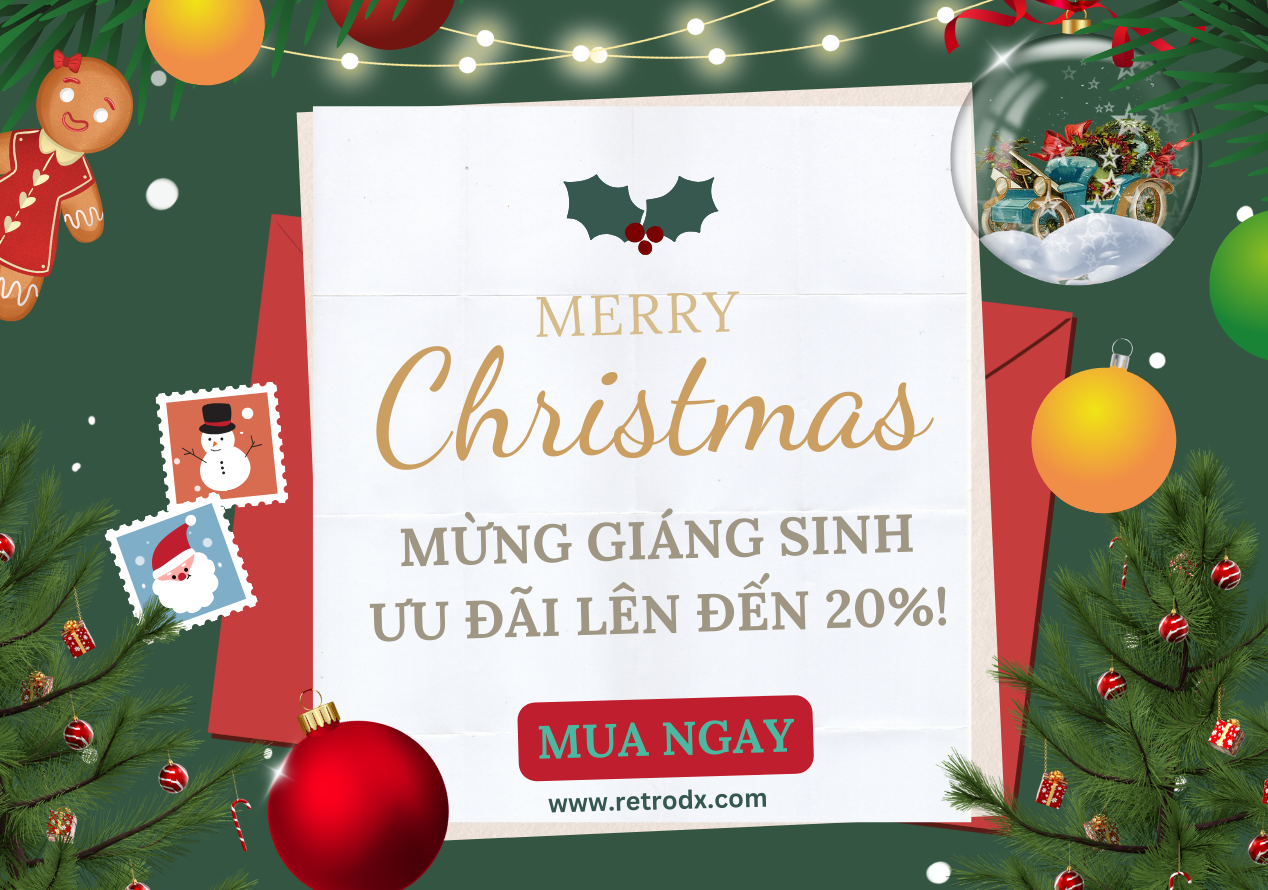 MERRY
Christmas
MỪNG GIÁNG SINH
ƯU ĐÃI LÊN ĐẾN 20%!
MUA NGAY
www.retrodx.com